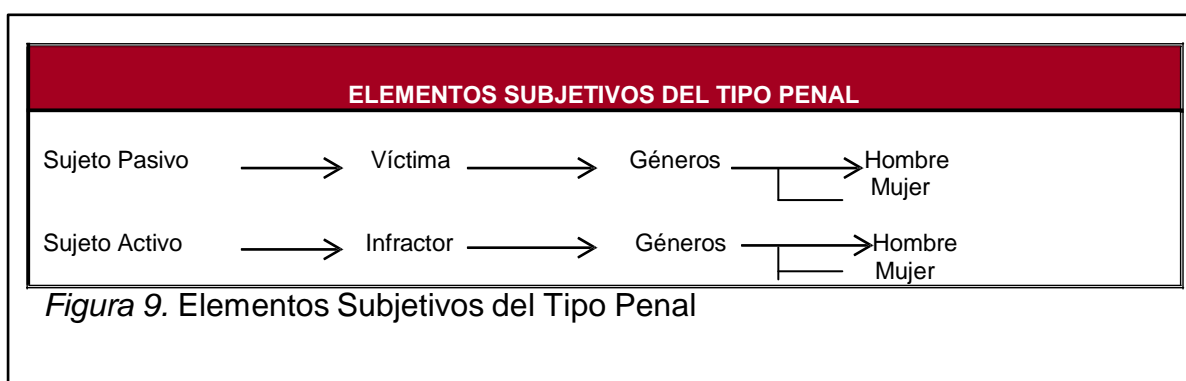 ELEMENTOS SUBJETIVOS DEL TIPO PENAL
Sujeto Pasivo Víctima Géneros Hombre
Mujer
Sujeto Activo Infractor Géneros Hombre
Mujer
Figura 9. Elementos Subjetivos del Tipo Penal